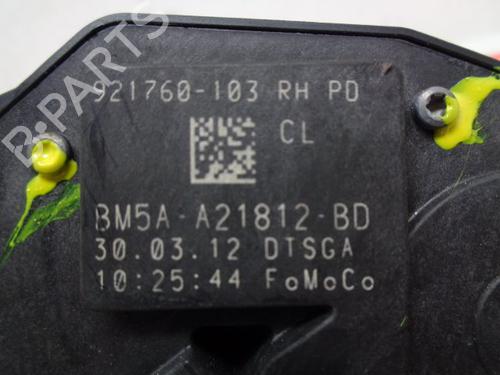 921760-103 RH PD
CL
BM5A-A21812-BD
30.03.12 DTSGA
10:25:44 FoMoCo
B-PARTS